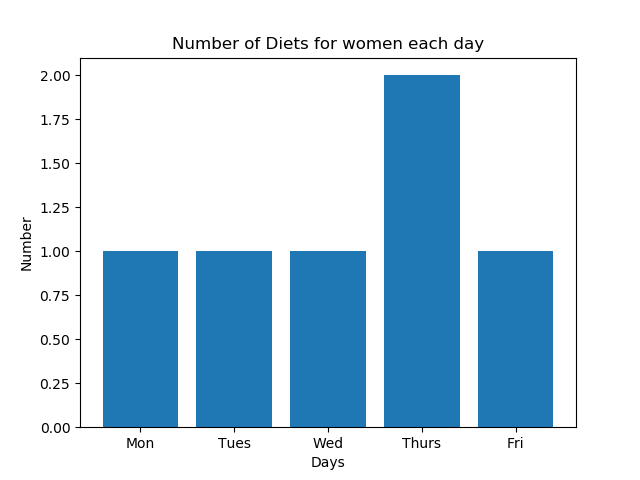 Number of Diets for women each day
2.00
1.75
1.50
1.25
1.00
0.75
0.50
0.25
0.00
Number
Mon Tues Wed Thurs Fri
Days